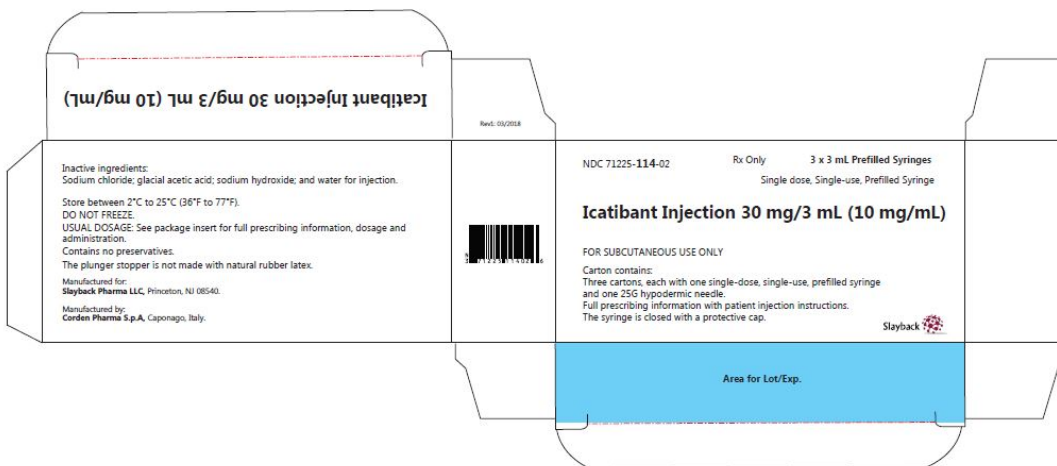 Icatibant Injection 30 mg/3 mL (10 mg/mL)
Rev1: 03/2018
Inactive ingredients:
Sodium chloride; glacial acetic acid; sodium hydroxide; and water for injection.
Store between 2°C to 25°C (36°F to 77°F).
DO NOT FREEZE.
USUAL DOSAGE: See package insert for full prescribing information, dosage and
administration.
Contains no preservatives.
The plunger stopper is not made with natural rubber latex.
Manufactured for:
Slayback Pharma LLC, Princeton, NJ 08540.
Manufactured by:
Corden Pharma S.p.A, Caponago, Italy.
NDC 71225-114-02 Rx Only 3 x 3 mL Prefilled Syringes
Single dose, Single-use, Prefilled Syringe
Icatibant Injection 30 mg/3 mL (10 mg/mL)
FOR SUBCUTANEOUS USE ONLY
Carton contains:
Three cartons, each with one single-dose, single-use, prefilled syringe
and one 25G hypodermic needle.
Full prescribing information with patient injection instructions.
The syringe is closed with a protective cap.
Slayback
Area for Lot/Exp.